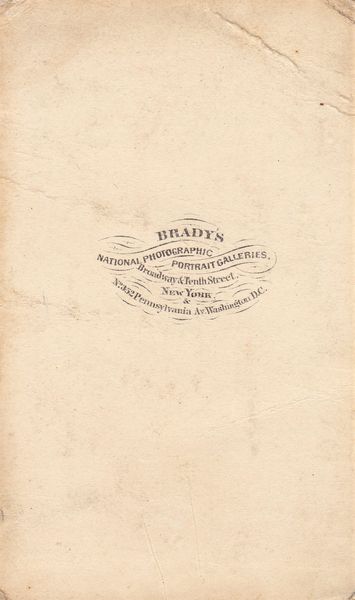 BRADY'S
NATIONAL PHOTOGRAPHIC
PORTRAIT GALLERIES.
Broadway & Tenth Street.
NEW YORK
&
No. 352 Pennsylvania Av. Washington D.C.